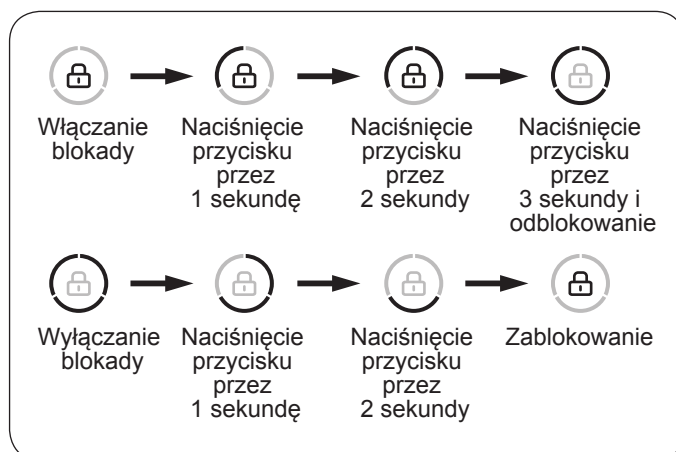 Włączanie
blokady
Naciśnięcie
przycisku
przez
1 sekundę
Naciśnięcie
przycisku
przez
2 sekundy
Naciśnięcie
przycisku
przez
3 sekundy i
odblokowanie
Wyłączanie
blokady
Naciśnięcie
przycisku
przez
1 sekundę
Naciśnięcie
przycisku
przez
2 sekundy
Zablokowanie